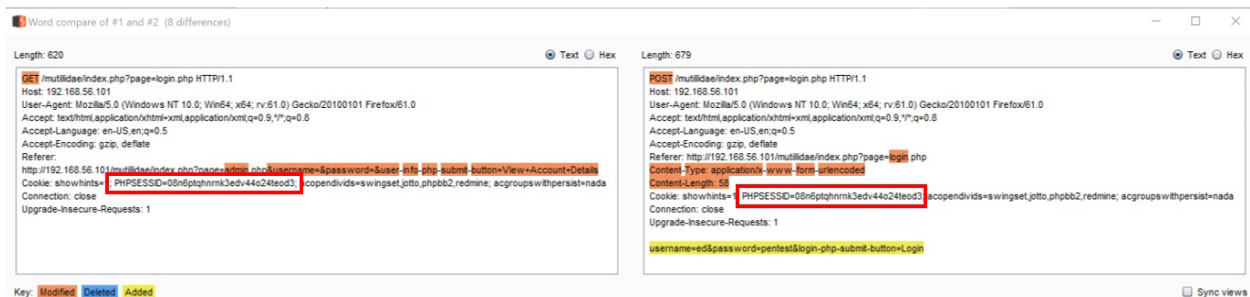 Word compare of #1 and #2 (8 differences)
Length: 620
Text
Hex
GET /mutillidae/index.php?page=login.php HTTP/1.1
Host: 192.168.56.101
User-Agent: Mozilla/5.0 (Windows NT 10.0; Win64; x64; rv:61.0) Gecko/20100101 Firefox/61.0
Accept: text/html,application/xhtml+xml,application/xml;q=0.9,*/*;q=0.8
Accept-Language: en-US,en;q=0.5
Accept-Encoding: gzip, deflate
Referer:
http://192.168.56.101/mutillidae/index.php?page=admin.php&username=&password=&user-info-php-submit-button=View+Account+Details
Cookie: showhints=1; PHPSESSID=08n6ptqhnrnk3edv44o24teod3; acopendivids=swingset,jotto,phpbb2,redmine; acgroupswithpersist=nada
Connection: close
Upgrade-Insecure-Requests: 1
Length: 679
Text
Hex
POST /mutillidae/index.php?page=login.php HTTP/1.1
Host: 192.168.56.101
User-Agent: Mozilla/5.0 (Windows NT 10.0; Win64; x64; rv:61.0) Gecko/20100101 Firefox/61.0
Accept: text/html,application/xhtml+xml,application/xml;q=0.9,*/*;q=0.8
Accept-Language: en-US,en;q=0.5
Accept-Encoding: gzip, deflate
Referer: http://192.168.56.101/mutillidae/index.php?page=login.php
Content-Type: application/x-www-form-urlencoded
Content-Length: 58
Cookie: showhints=1; PHPSESSID=08n6ptqhnrnk3edv44o24teod3; acopendivids=swingset,jotto,phpbb2,redmine; acgroupswithpersist=nada
Connection: close
Upgrade-Insecure-Requests: 1
username=ed&password=pentest&login-php-submit-button=Login
Key: Modified Deleted Added
Sync views